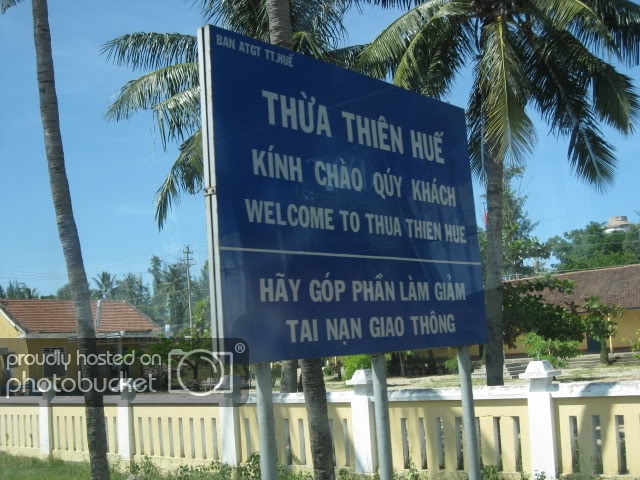 BAN ATGT TT.HUẾ
THỪA THIÊN HUẾ
KÍNH CHÀO QÚY KHÁCH
WELCOME TO THUA THIEN HUE
HÃY GÓP PHẦN LÀM GIẢM
TAI NẠN GIAO THÔNG
proudly hosted on
photobucket